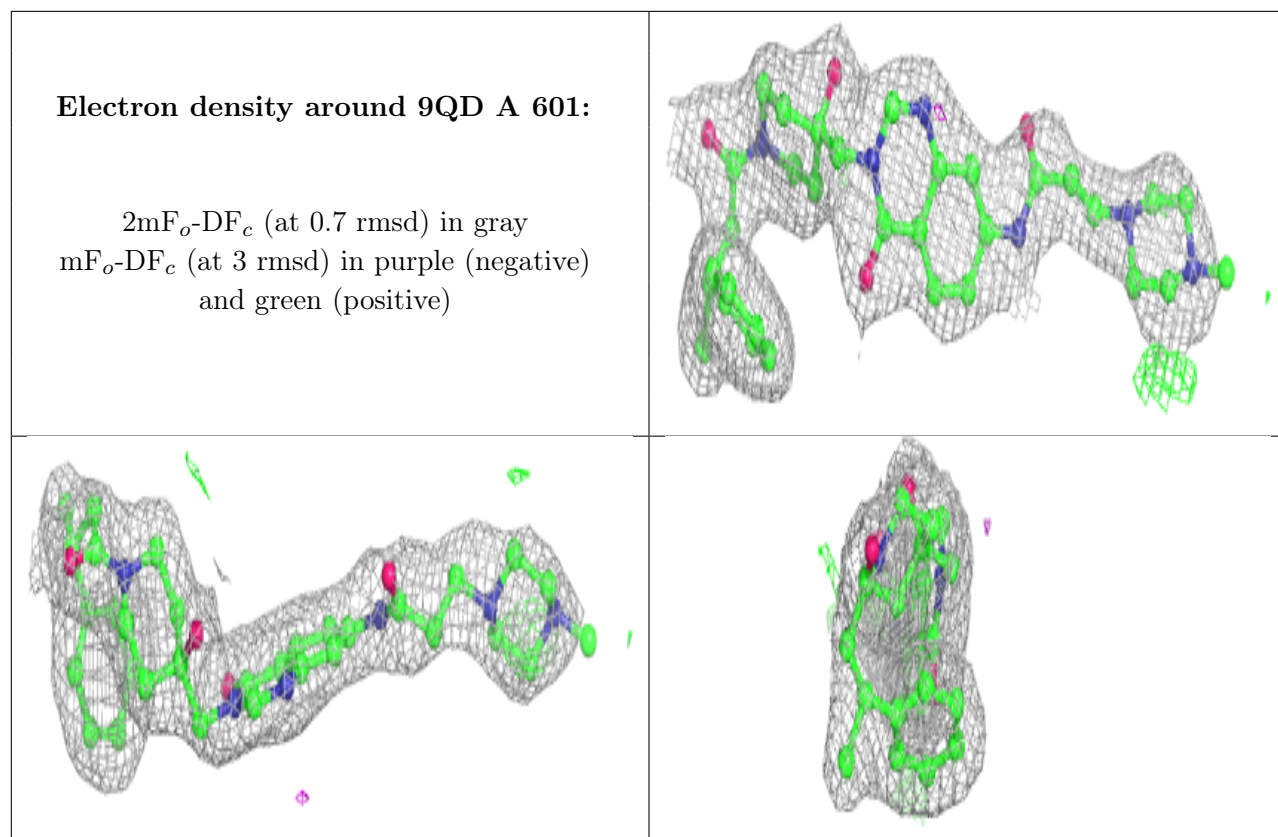 Electron density around 9QD A 601:
2mFo-DFc (at 0.7 rmsd) in gray
mFo-DFc (at 3 rmsd) in purple (negative)
and green (positive)